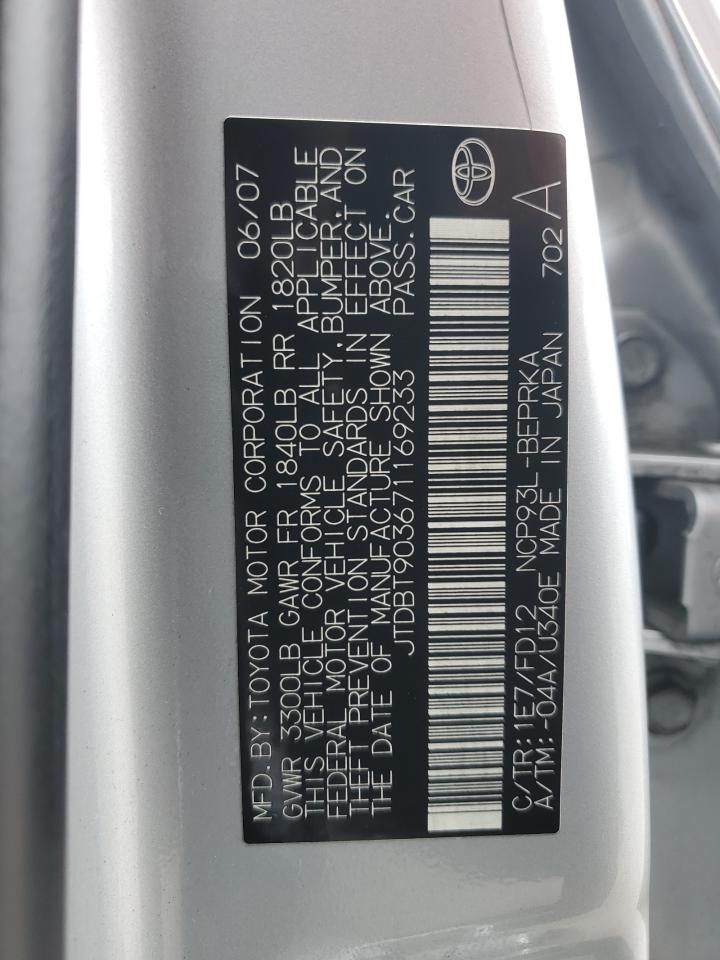 MFD.BY:TOYOTA MOTOR CORPORATION 06/07
GVWR 3300LB GAWR FR 1840LB RR 1820LB
THIS VEHICLE CONFORMS TO ALL APPLICABLE
FEDERAL MOTOR VEHICLE SAFETY,BUMPER,AND
THEFT PREVENTION STANDARDS IN EFFECT ON
THE DATE OF MANUFACTURE SHOWN ABOVE.
JTDBT903671169233 PASS.CAR
C/TR:1E7/FD12 NCP93L-BEPRKA
A/TM:-04A/U340E MADE IN JAPAN 702 A